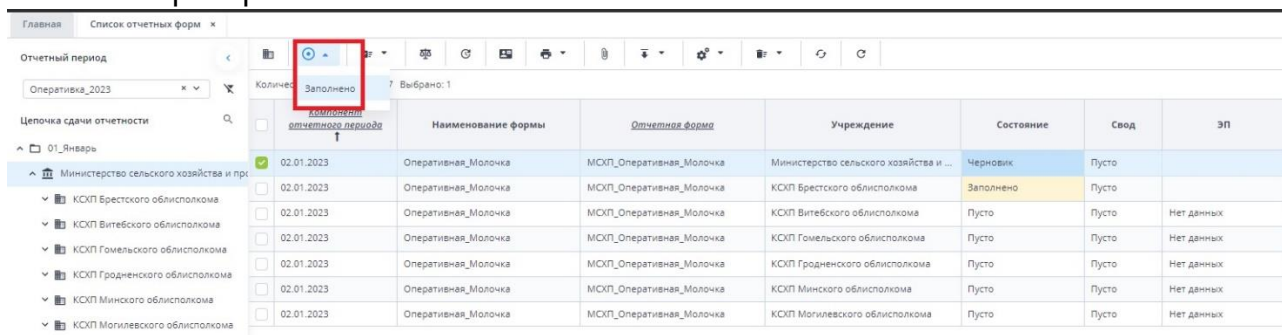 Главная Список отчетных форм ×
Отчетный период
Оперативка_2023
Заполнено
Выбрано: 1
Цепочка сдачи отчетности
Компонент отчетного периода Наименование формы Отчетная форма Учреждение Состояние Свод ЭП
01_Январь
02.01.2023 Оперативная_Молочка МСХП_Оперативная_Молочка Министерство сельского хозяйства и ... Черновик Пусто
Министерство сельского хозяйства и про
02.01.2023 Оперативная_Молочка МСХП_Оперативная_Молочка КСХП Брестского облисполкома Заполнено Пусто
КСХП Брестского облисполкома
02.01.2023 Оперативная_Молочка МСХП_Оперативная_Молочка КСХП Витебского облисполкома Пусто Пусто Нет данных
КСХП Витебского облисполкома
02.01.2023 Оперативная_Молочка МСХП_Оперативная_Молочка КСХП Гомельского облисполкома Пусто Пусто Нет данных
КСХП Гомельского облисполкома
02.01.2023 Оперативная_Молочка МСХП_Оперативная_Молочка КСХП Гродненского облисполкома Пусто Пусто Нет данных
КСХП Гродненского облисполкома
02.01.2023 Оперативная_Молочка МСХП_Оперативная_Молочка КСХП Минского облисполкома Пусто Пусто Нет данных
КСХП Минского облисполкома
02.01.2023 Оперативная_Молочка МСХП_Оперативная_Молочка КСХП Могилевского облисполкома Пусто Пусто Нет данных
КСХП Могилевского облисполкома